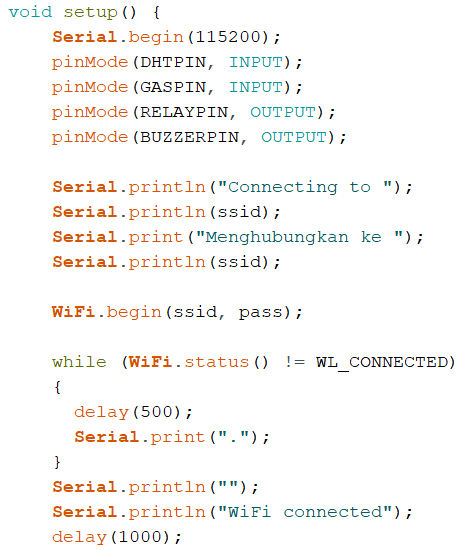 void setup() {
Serial.begin(115200);
pinMode(DHTPIN, INPUT);
pinMode(GASPIN, INPUT);
pinMode(RELAYPIN, OUTPUT);
pinMode(BUZZERPIN, OUTPUT);
Serial.println("Connecting to ");
Serial.println(ssid);
Serial.print("Menghubungkan ke ");
Serial.println(ssid);
WiFi.begin(ssid, pass);
while (WiFi.status() != WL_CONNECTED)
{
delay(500);
Serial.print(".");
}
Serial.println("");
Serial.println("WiFi connected");
delay(1000);